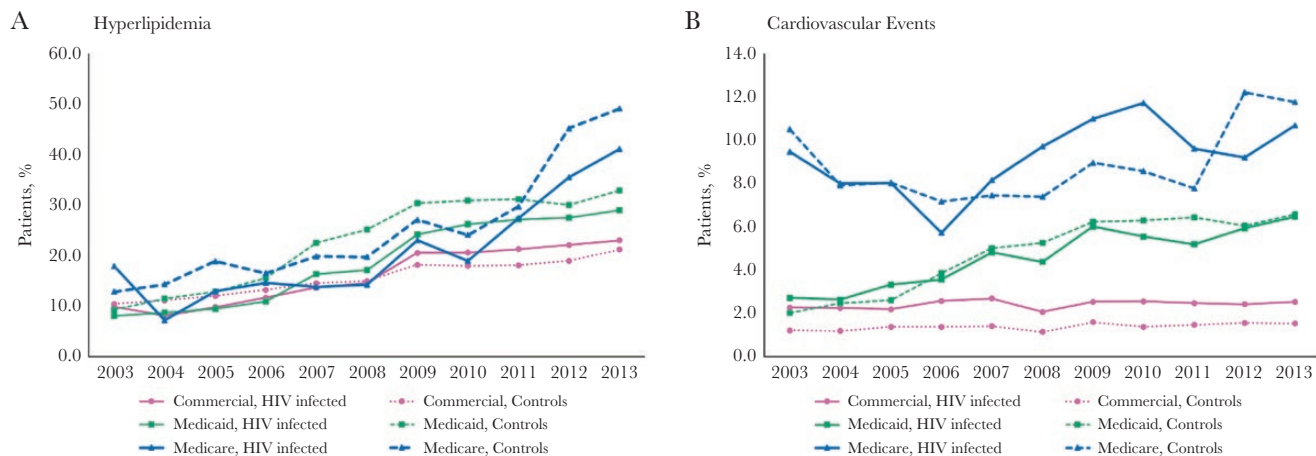 A Hyperlipidemia
60.0
50.0
40.0
30.0
20.0
10.0
0.0
Patients, %
2003 2004 2005 2006 2007 2008 2009 2010 2011 2012 2013
Commercial, HIV infected Commercial, Controls
Medicaid, HIV infected Medicaid, Controls
Medicare, HIV infected Medicare, Controls
B Cardiovascular Events
14.0
12.0
10.0
8.0
6.0
4.0
2.0
0.0
Patients, %
2003 2004 2005 2006 2007 2008 2009 2010 2011 2012 2013
Commercial, HIV infected Commercial, Controls
Medicaid, HIV infected Medicaid, Controls
Medicare, HIV infected Medicare, Controls